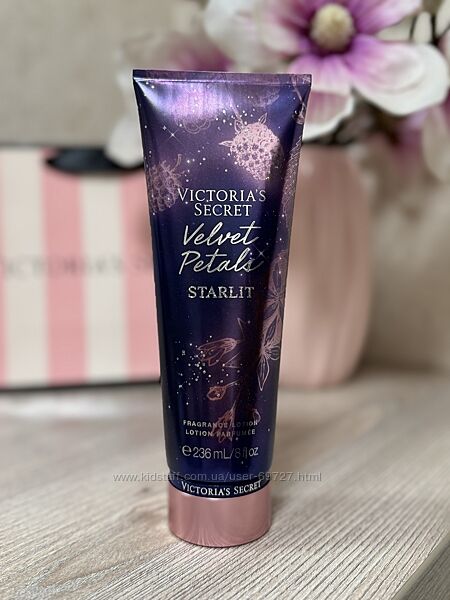 VICTORIA'S
SECRET
Velvet
Petals
STARLIT
FRAGRANCE LOTION
LOTION PARFUMÉE
℮ 236 mL/8 fl oz
VICTORIA'S SECRET
VICTORIA'S
www.kidstaff.com.ua/user-69727.html